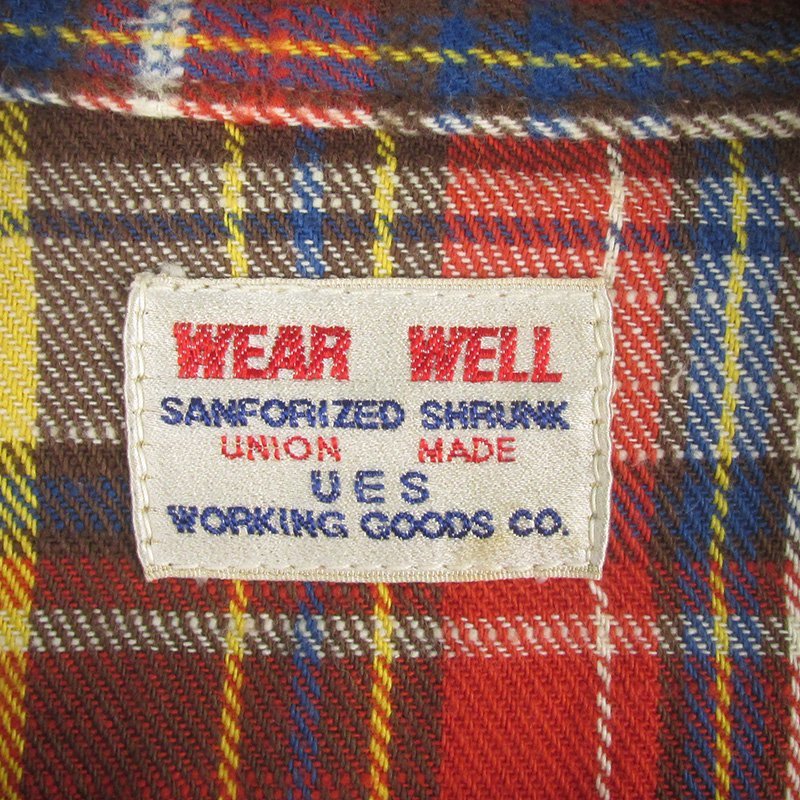 WEAR WELL
SANFORIZED SHRUNK
UNION MADE
UES
WORKING GOODS CO.